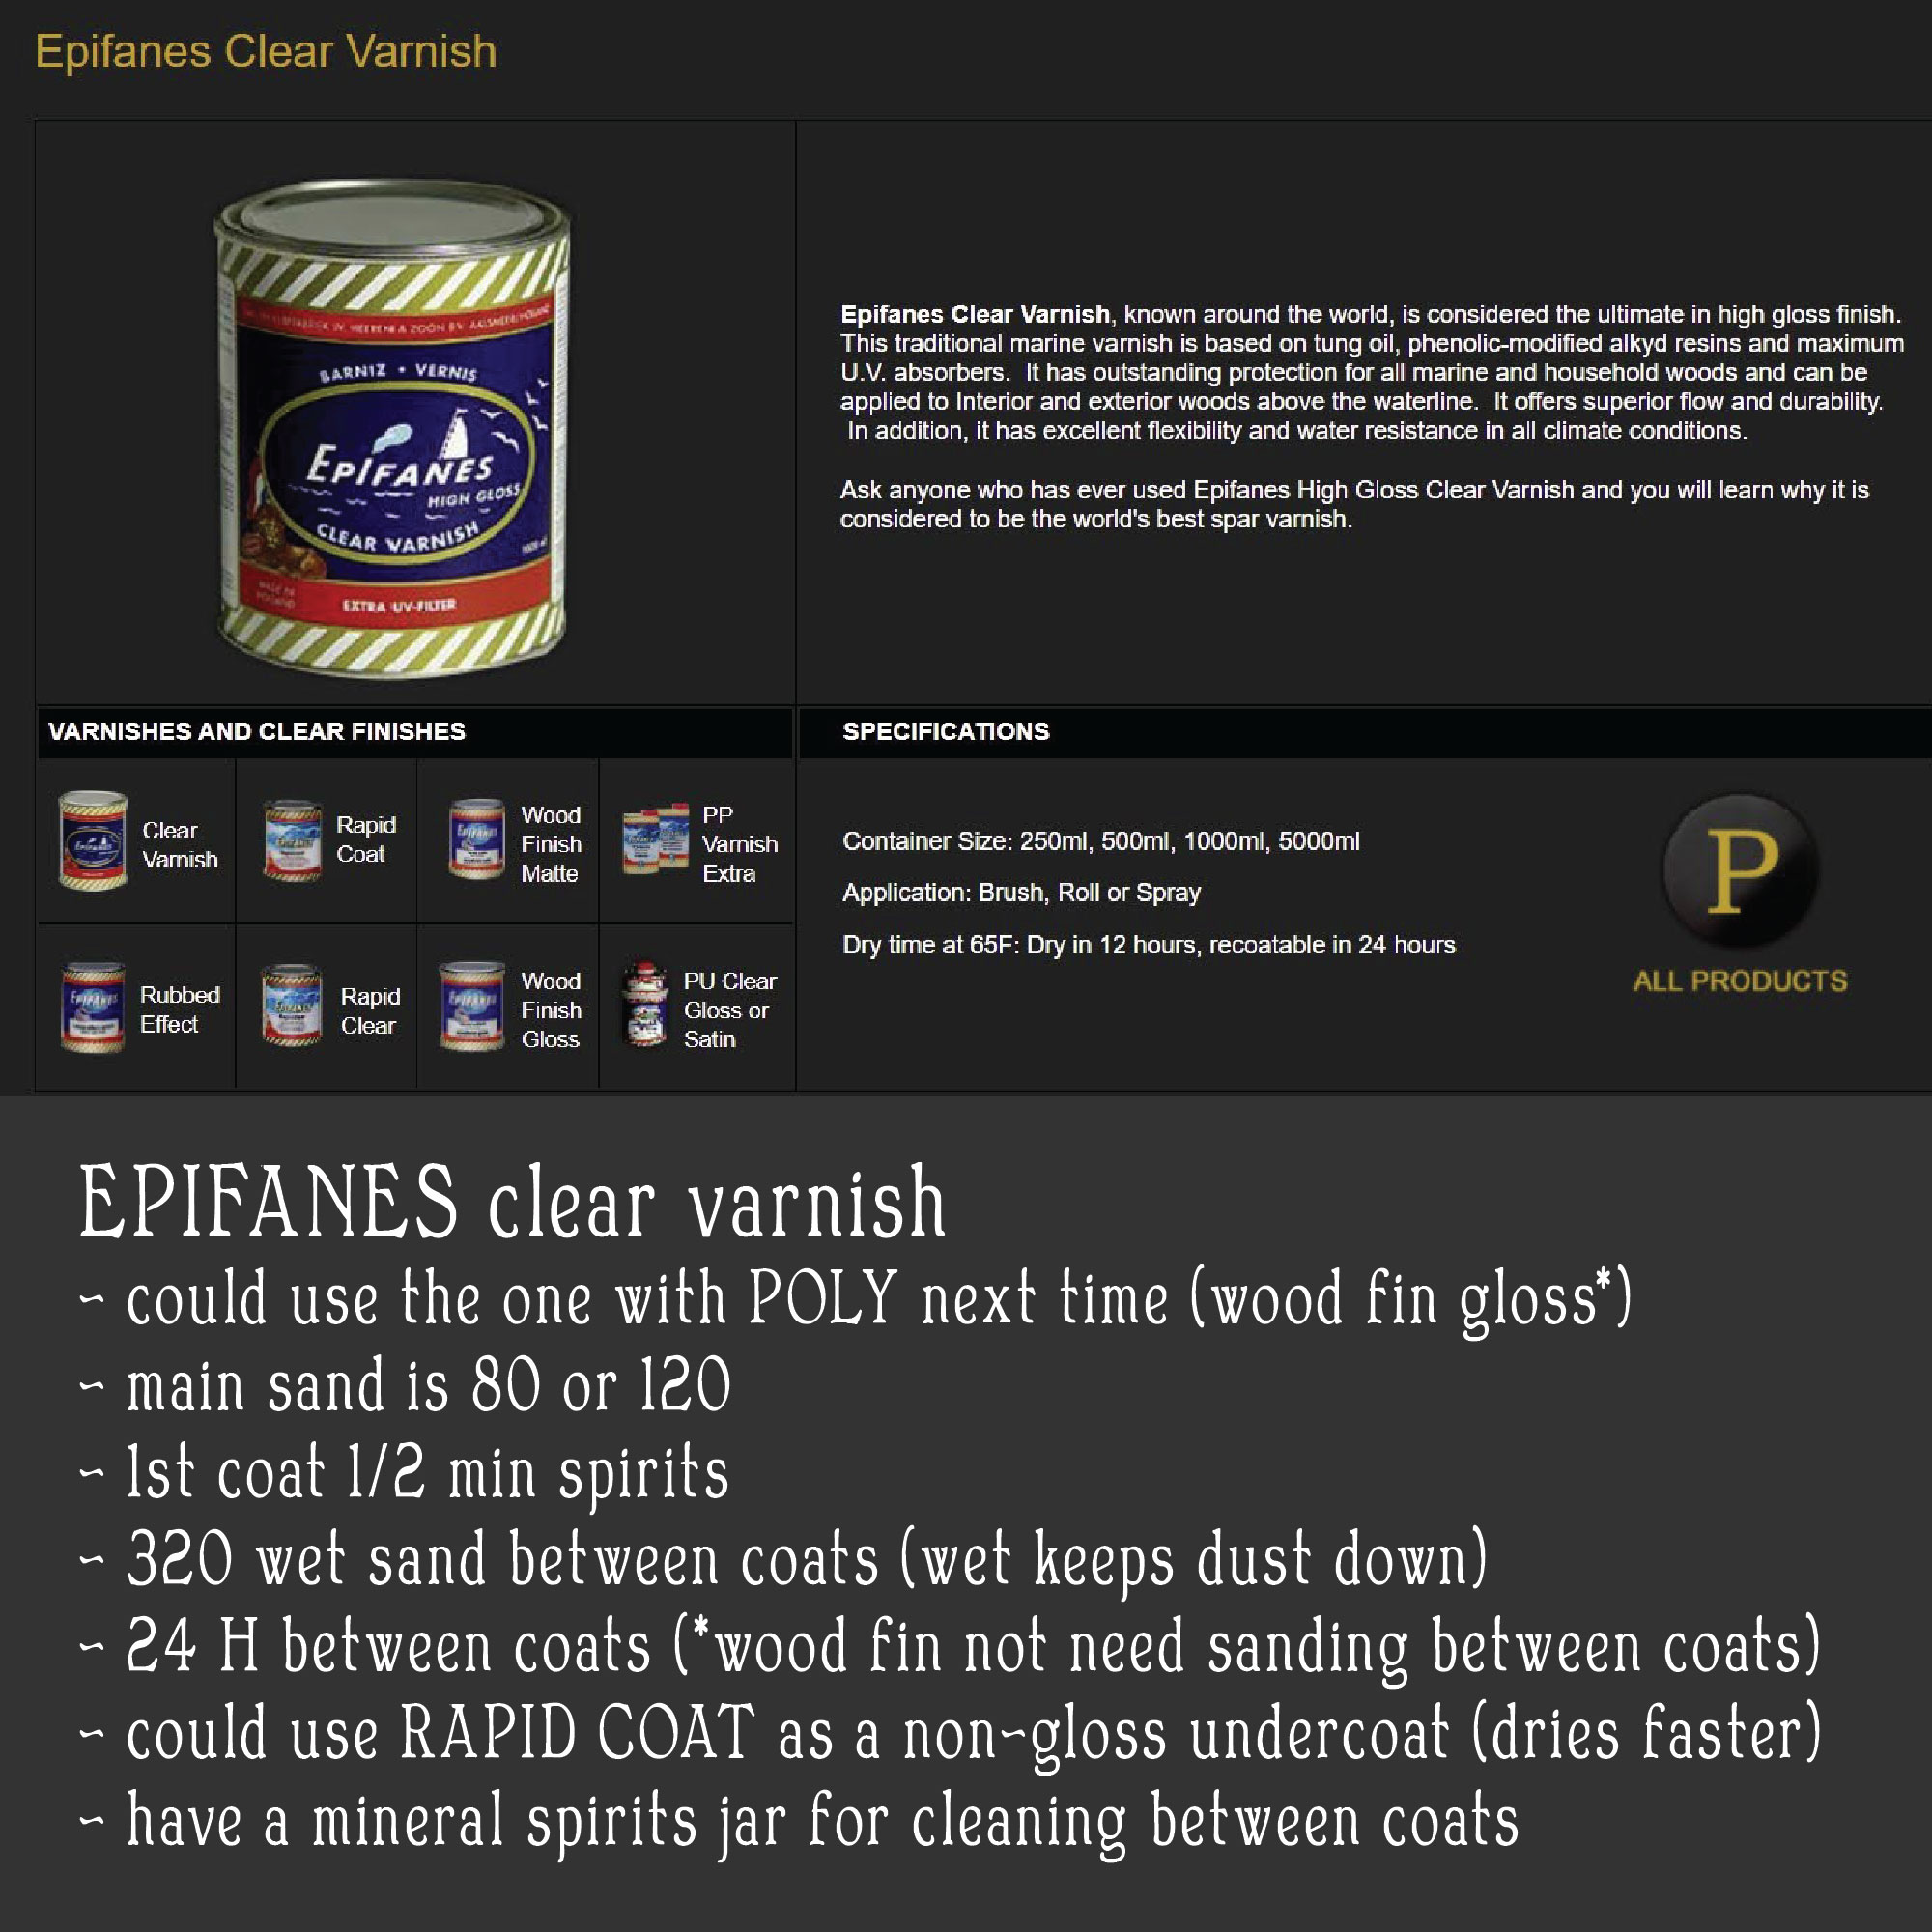 Epifanes Clear Varnish
BARNIZ • VERNIS
EPIFANES
HIGH GLOSS
CLEAR VARNISH
MADE IN
HOLLAND
EXTRA UV-FILTER
Epifanes Clear Varnish, known around the world, is considered the ultimate in high gloss finish.
This traditional marine varnish is based on tung oil, phenolic-modified alkyd resins and maximum
U.V. absorbers. It has outstanding protection for all marine and household woods and can be
applied to Interior and exterior woods above the waterline. It offers superior flow and durability.
In addition, it has excellent flexibility and water resistance in all climate conditions.
Ask anyone who has ever used Epifanes High Gloss Clear Varnish and you will learn why it is
considered to be the world's best spar varnish.
VARNISHES AND CLEAR FINISHES
Clear
Varnish
Rapid
Coat
Wood
Finish
Matte
PP
Varnish
Extra
Rubbed
Effect
Rapid
Clear
Wood
Finish
Gloss
PU Clear
Gloss or
Satin
SPECIFICATIONS
Container Size: 250ml, 500ml, 1000ml, 5000ml
Application: Brush, Roll or Spray
Dry time at 65F: Dry in 12 hours, recoatable in 24 hours
P
ALL PRODUCTS
EPIFANES clear varnish
- could use the one with POLY next time (wood fin gloss*)
- main sand is 80 or 120
- 1st coat 1/2 min spirits
- 320 wet sand between coats (wet keeps dust down)
- 24 H between coats (*wood fin not need sanding between coats)
- could use RAPID COAT as a non-gloss undercoat (dries faster)
- have a mineral spirits jar for cleaning between coats